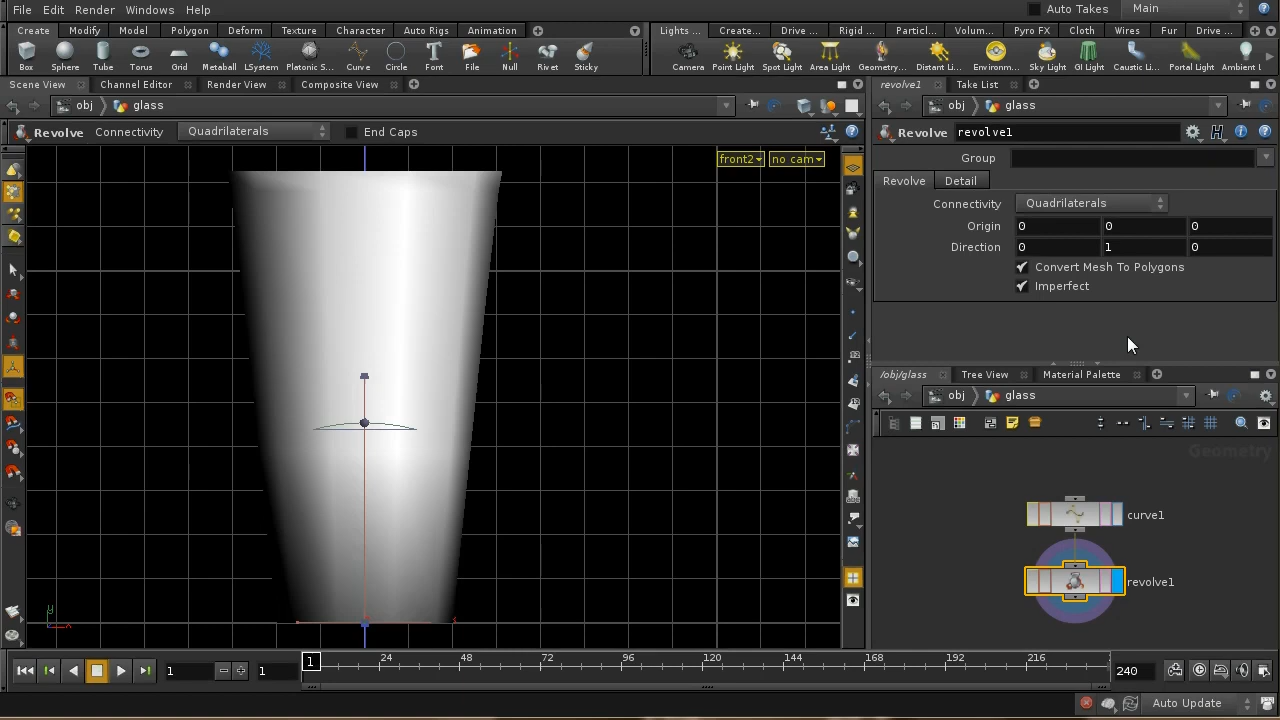 File Edit Render Windows Help Auto Takes Main
Create Modify Model Polygon Deform Texture Character Auto Rigs Animation Lights ... Create... Drive ... Rigid ... Particl... Volum... Pyro FX Cloth Wires Fur Drive ...
Box Sphere Tube Torus Grid Metaball LSystem Platonic S... Curve Circle Font File Null Rivet Sticky Camera Point Light Spot Light Area Light Geometry... Distant Li... Environm... Sky Light GI Light Caustic Li... Portal Light Ambient l
Scene View Channel Editor Render View Composite View revolve1 Take List
obj glass obj glass
Revolve Connectivity Quadrilaterals End Caps Revolve revolve1
front2 no cam Group
Revolve Detail
Connectivity Quadrilaterals
Origin 0 0 0
Direction 0 1 0
Convert Mesh To Polygons
Imperfect
/obj/glass Tree View Material Palette
obj glass
Geometry
curve1
revolve1
y
x
1 1 1 24 48 72 96 120 144 168 192 216 240
Auto Update